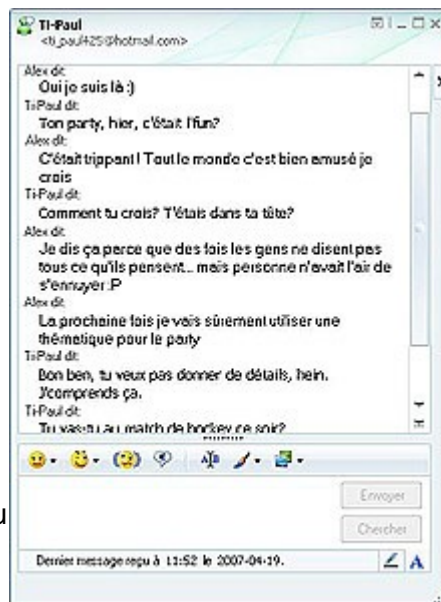 Ti-Paul
<ti_paul425@hotmail.com>
Alex dit:
Oui je suis là :)
Ti-Paul dit:
Ton party, hier, c'était l'fun?
Alex dit:
C'était trippant! Tout le monde c'est bien amusé je
crois
Ti-Paul dit:
Comment tu crois? T'étais dans ta tête?
Alex dit:
Je dis ça parce que des fois les gens ne disent pas
tous ce qu'ils pensent... mais personne n'avait l'air de
s'ennuyer :P
Alex dit:
La prochaine fois je vais sûrement utiliser une
thématique pour le party
Ti-Paul dit:
Bon ben, tu veux pas donner de détails, hein.
J'comprends ça.
Ti-Paul dit:
Tu vas-tu au match de hockey ce soir?
Envoyer
Chercher
u
Dernier message reçu à 11:52 le 2007-04-19.